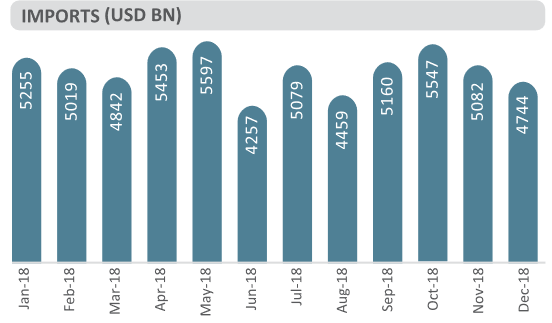 IMPORTS (USD BN)
5255
5019
4842
5453
5597
4257
5079
4459
5160
5547
5082
4744
Jan-18
Feb-18
Mar-18
Apr-18
May-18
Jun-18
Jul-18
Aug-18
Sep-18
Oct-18
Nov-18
Dec-18